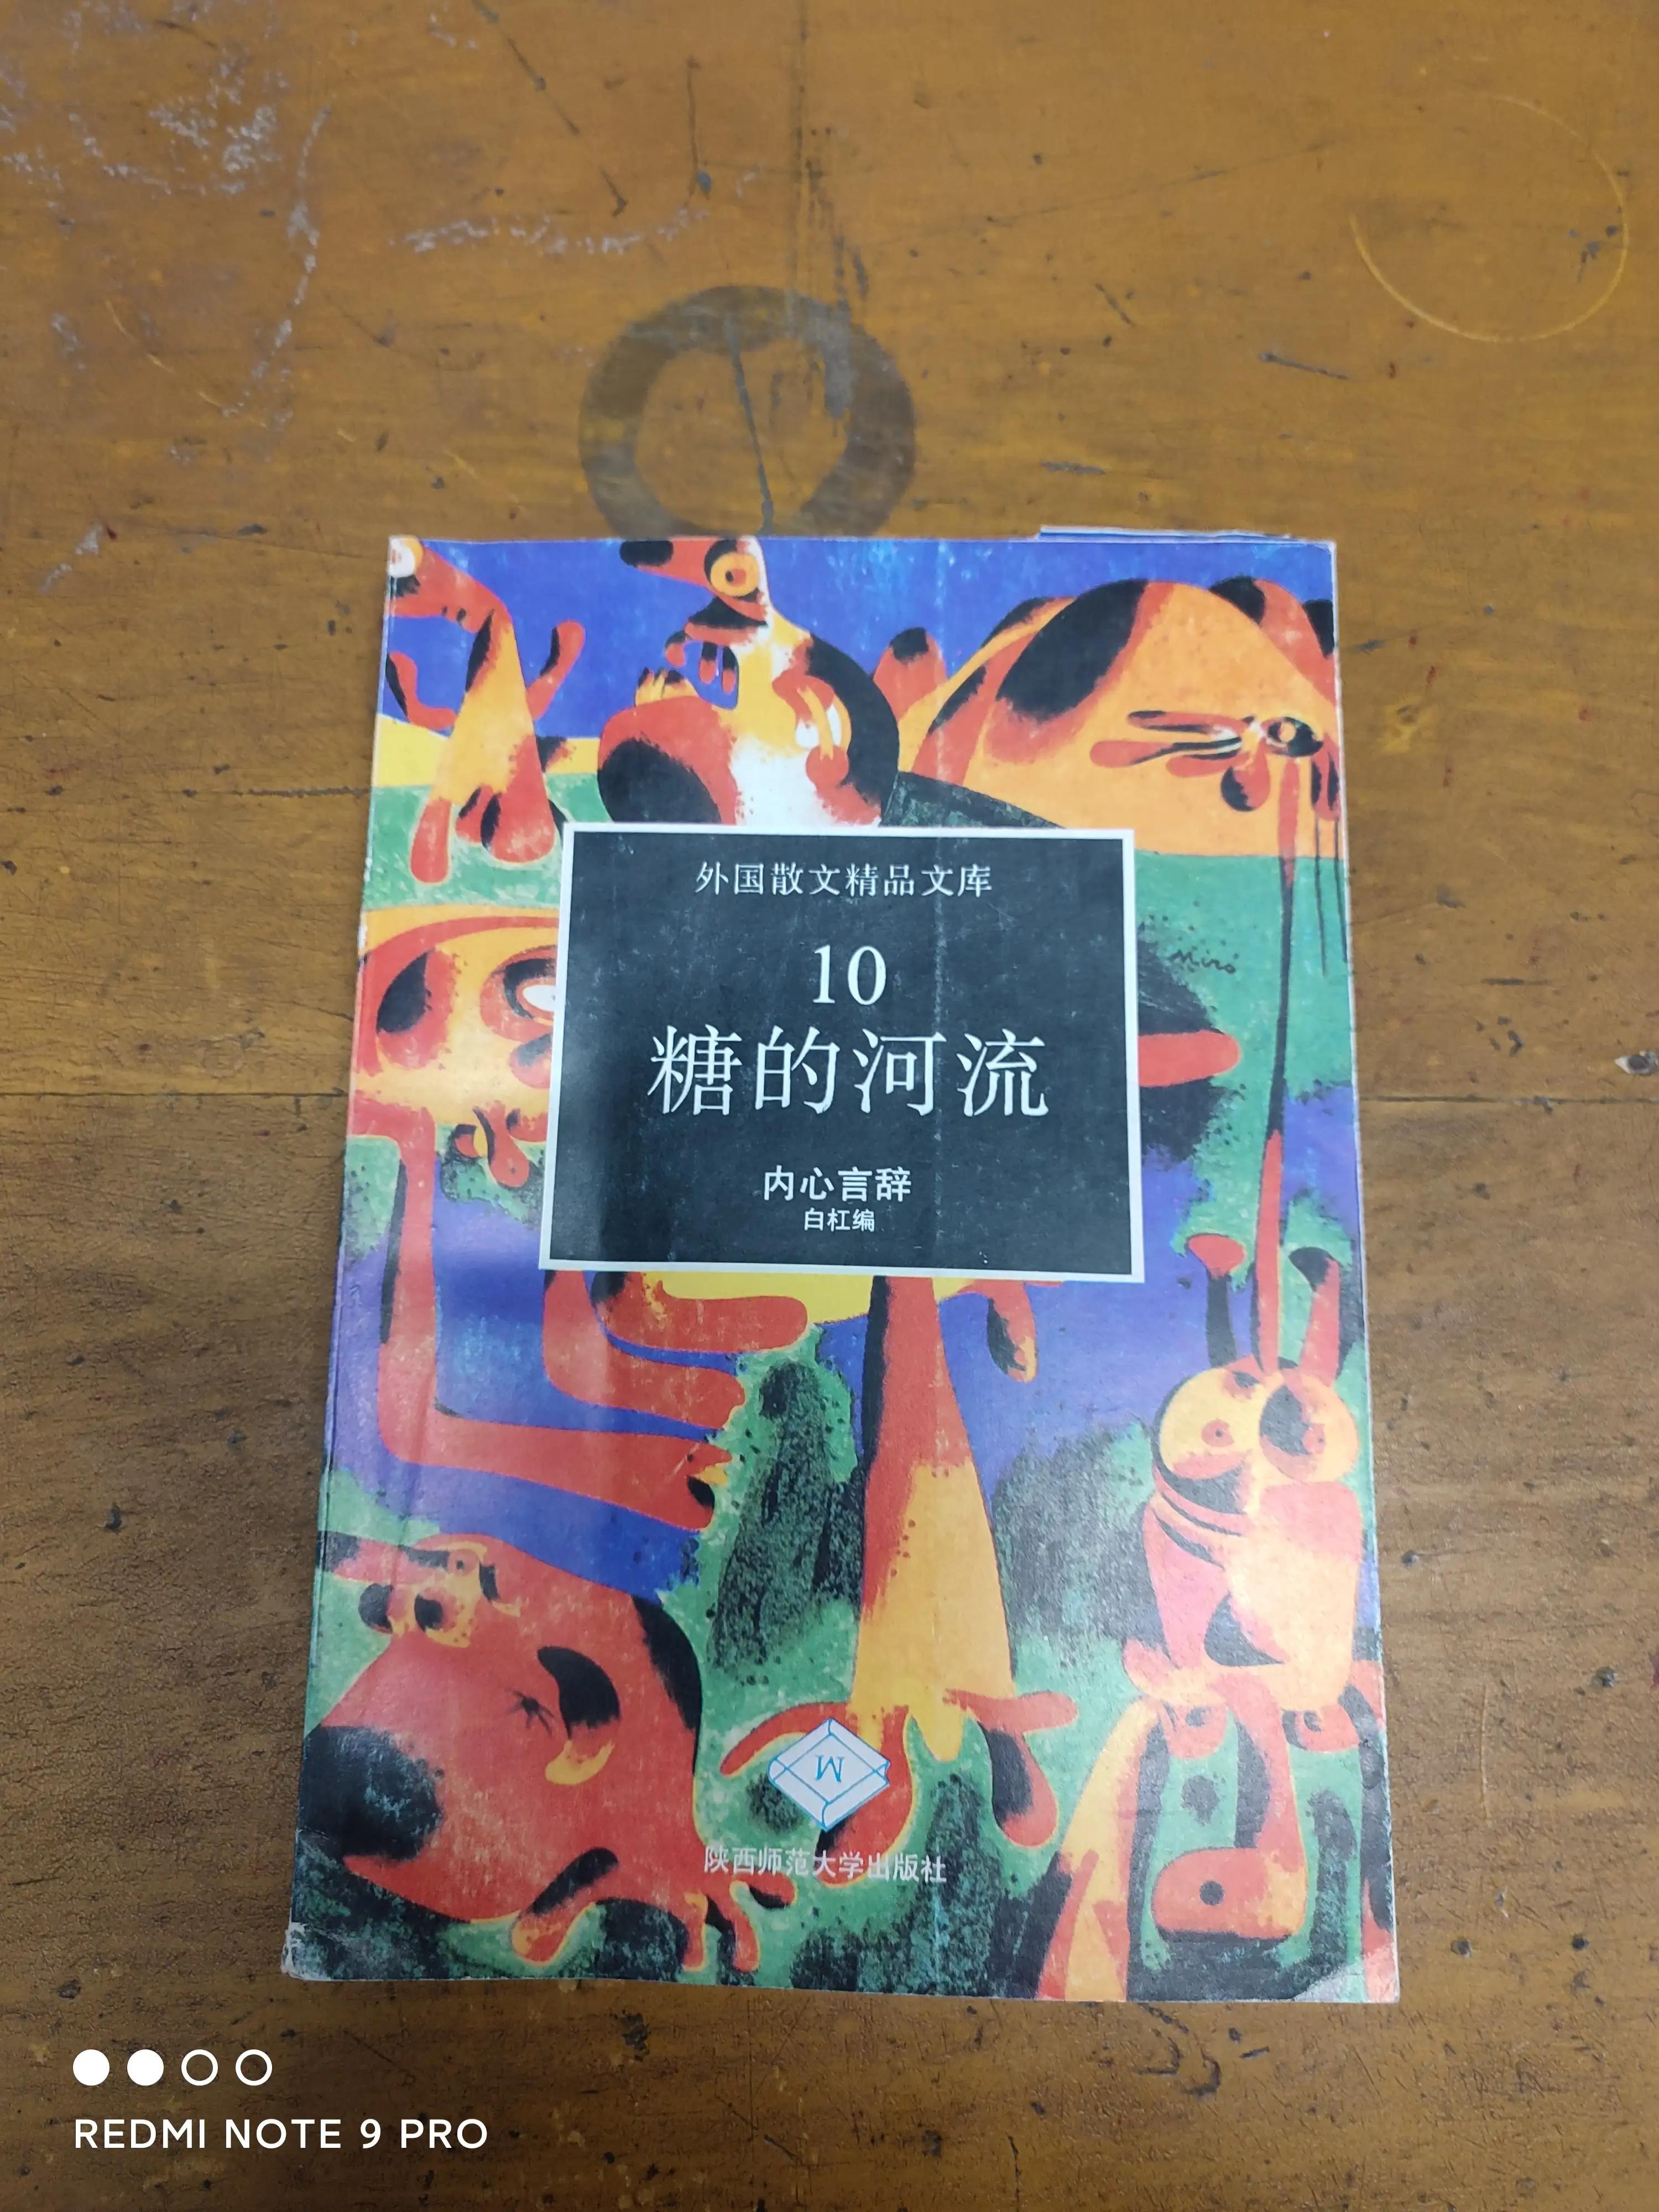 外国散文精品文库
Miró
10
糖的河流
内心言辞
白杠编
M
陕西师范大学出版社
REDMI NOTE 9 PRO